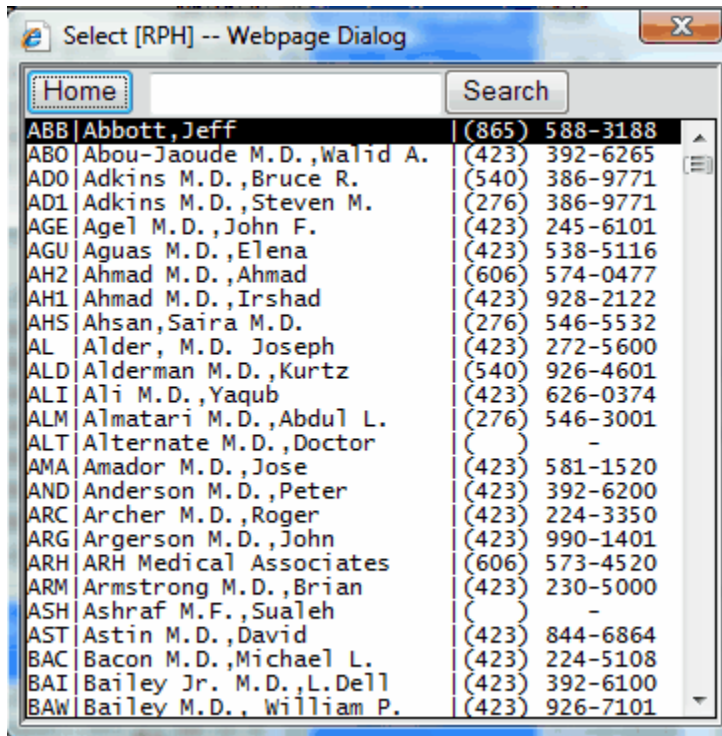 Select [RPH] -- Webpage Dialog
Home Search
ABB|Abbott,Jeff |(865) 588-3188
ABO|Abou-Jaoude M.D.,Walid A. |(423) 392-6265
ADO|Adkins M.D.,Bruce R. |(540) 386-9771
AD1|Adkins M.D.,Steven M. |(276) 386-9771
AGE|Agel M.D.,John F. |(423) 245-6101
AGU|Aguas M.D.,Elena |(423) 538-5116
AH2|Ahmad M.D.,Ahmad |(606) 574-0477
AH1|Ahmad M.D.,Irshad |(423) 928-2122
AHS|Ahsan,Saira M.D. |(276) 546-5532
AL |Alder, M.D. Joseph |(423) 272-5600
ALD|Alderman M.D.,Kurtz |(540) 926-4601
ALI|Ali M.D.,Yaqub |(423) 626-0374
ALM|Almatari M.D.,Abdul L. |(276) 546-3001
ALT|Alternate M.D.,Doctor |(   )    -
AMA|Amador M.D.,Jose |(423) 581-1520
AND|Anderson M.D.,Peter |(423) 392-6200
ARC|Archer M.D.,Roger |(423) 224-3350
ARG|Argerson M.D.,John |(423) 990-1401
ARH|ARH Medical Associates |(606) 573-4520
ARM|Armstrong M.D.,Brian |(423) 230-5000
ASH|Ashraf M.F.,Sualeh |(   )    -
AST|Astin M.D.,David |(423) 844-6864
BAC|Bacon M.D.,Michael L. |(423) 224-5108
BAI|Bailey Jr. M.D.,L.Dell |(423) 392-6100
BAW|Bailey M.D., William P. |(423) 926-7101